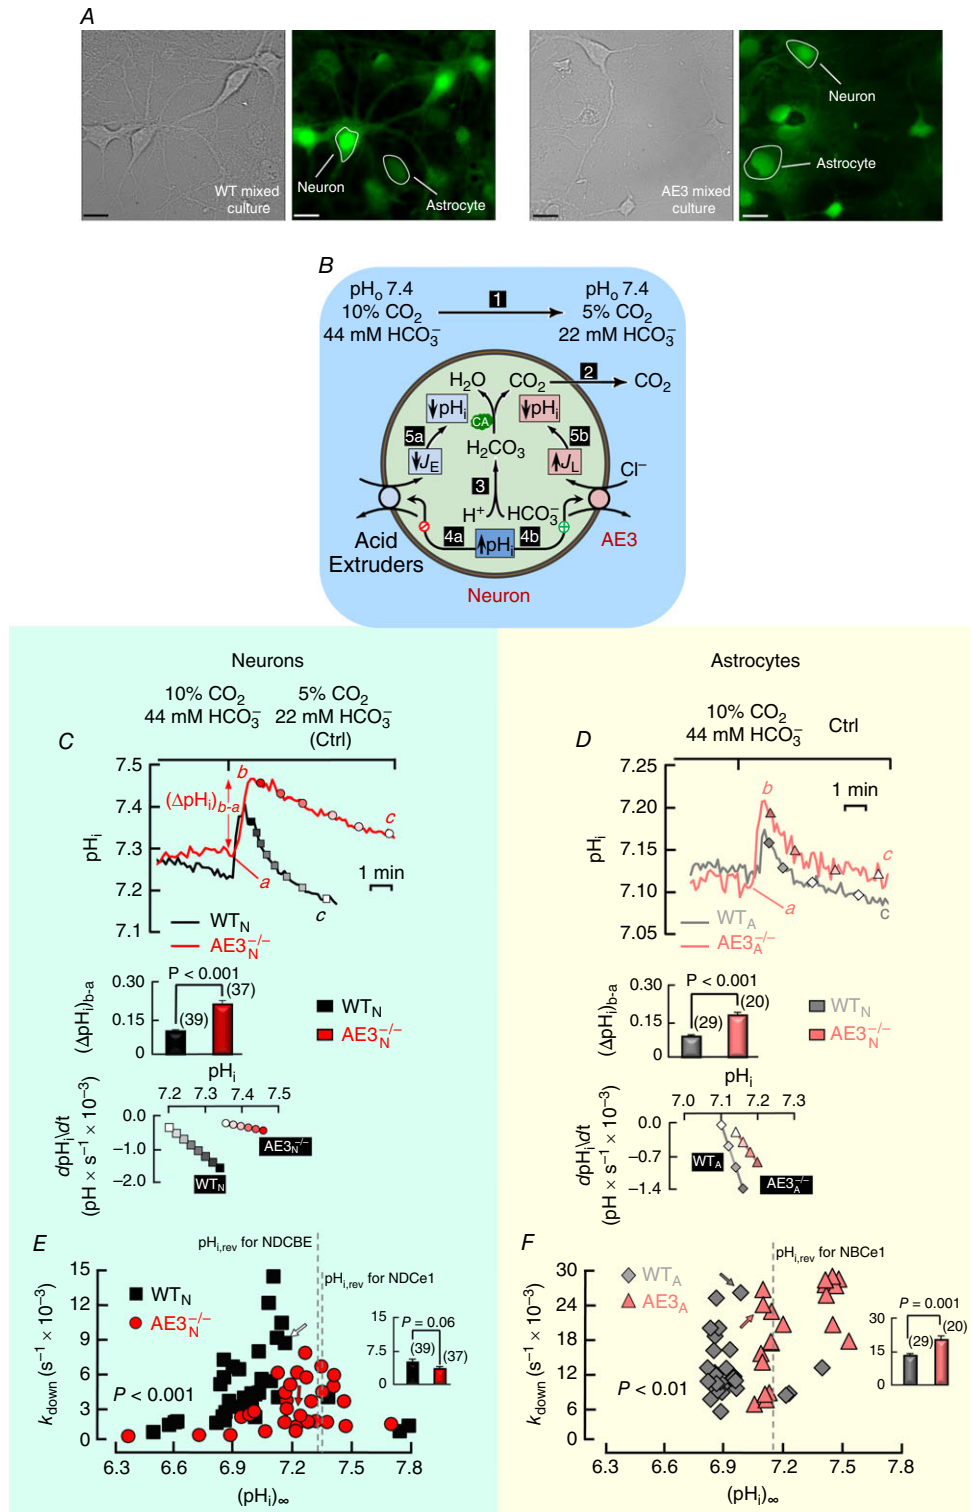 A
WT mixed culture
Neuron
Astrocyte
AE3 mixed culture
Neuron
Astrocyte
B
pHo 7.4
10% CO2
44 mM HCO3−
1
pHo 7.4
5% CO2
22 mM HCO3−
H2O
CO2
2
CO2
↓pHi
↓pHi
CA
5a
5b
H2CO3
↓JE
↑JL
Cl−
3
H+
HCO3−
4a
↑pHi
4b
Acid Extruders
AE3
Neuron
Neurons
10% CO2
44 mM HCO3−
5% CO2
22 mM HCO3−
(Ctrl)
C
7.5
b
(ΔpHi)b-a
c
pHi
7.3
1 min
7.2
a
c
7.1
WTN
AE3N−/−
P < 0.001
0.30
(37)
(39)
0.15
0
(ΔpHi)b-a
WTN
AE3N−/−
pHi
7.2 7.3 7.4 7.5
0.0
−1.0
−2.0
dpHi\dt
(pH × s−1 × 10−3)
AE3N−/−
WTN
Astrocytes
10% CO2
44 mM HCO3−
Ctrl
D
7.25
1 min
7.20
b
pHi
7.15
c
7.10
a
c
7.05
WTA
AE3A−/−
P < 0.001
0.30
(20)
(29)
0.15
0
(ΔpHi)b-a
WTA
AE3N−/−
pHi
7.0 7.1 7.2 7.3
0.0
−0.7
−1.4
dpHi\dt
(pH × s−1 × 10−3)
WTA
AE3A−/−
E
pHi,rev for NDCBE
pHi,rev for NDCe1
15
12
9
6
3
0
kdown (s−1 × 10−3)
WTN
AE3N−/−
P < 0.001
P = 0.06
15
(39)
(37)
7.5
0
6.3 6.6 6.9 7.2 7.5 7.8
(pHi)∞
F
pHi,rev for NBCe1
30
24
18
12
6
0
kdown (s−1 × 10−3)
WTA
AE3A
P < 0.01
P = 0.001
30
(20)
(29)
15
0
6.3 6.6 6.9 7.2 7.5 7.8
(pHi)∞